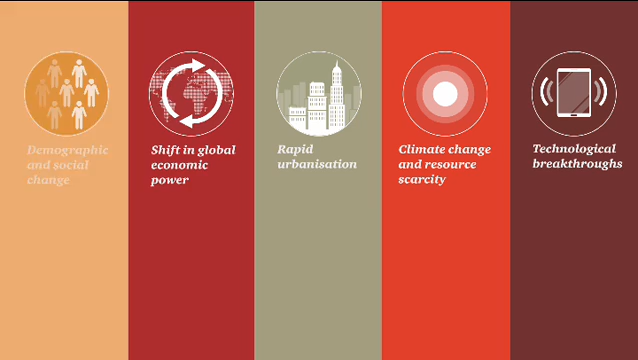 Demographic
and social
change
Shift in global
economic
power
Rapid
urbanisation
Climate change
and resource
scarcity
Technological
breakthroughs